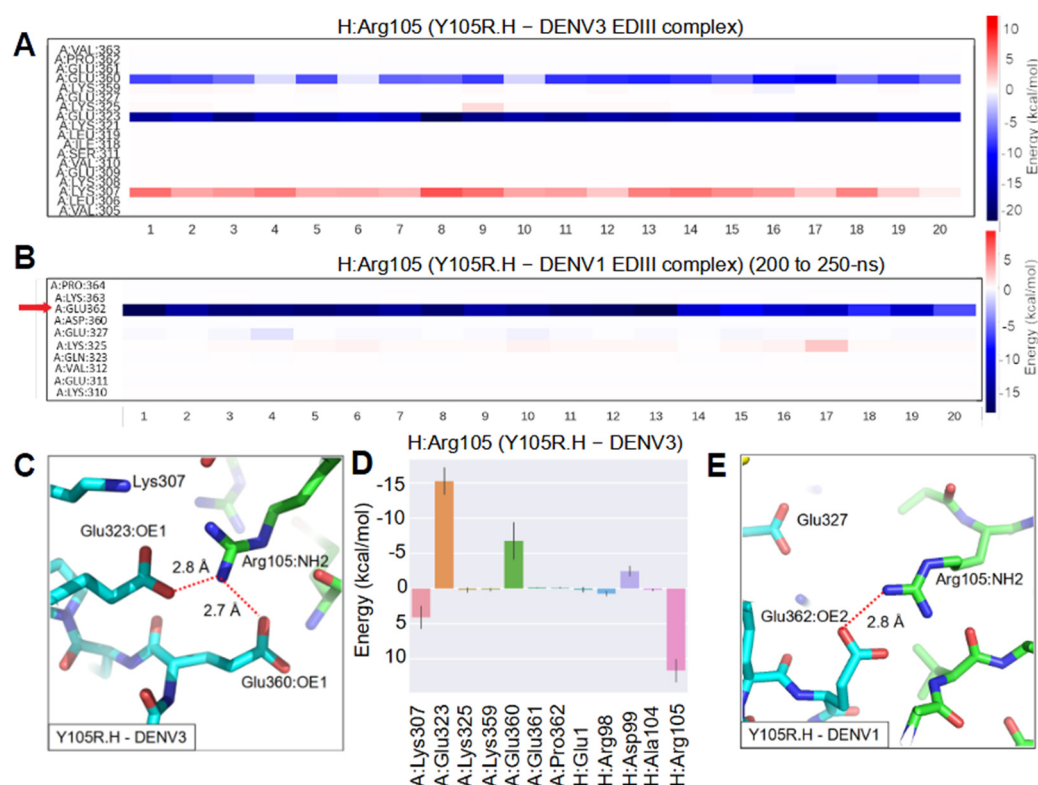 A
H:Arg105 (Y105R.H − DENV3 EDIII complex)
A:VAL:363
A:PRO:362
A:GLU:361
A:GLU:360
A:LYS:359
A:GLU:327
A:LYS:325
A:GLU:323
A:LYS:321
A:LEU:319
A:ILE:318
A:SER:311
A:VAL:310
A:GLU:309
A:LYS:308
A:LYS:307
A:LEU:306
A:VAL:305
1 2 3 4 5 6 7 8 9 10 11 12 13 14 15 16 17 18 19 20
10
5
0
-5
-10
-15
-20
Energy (kcal/mol)
B
H:Arg105 (Y105R.H − DENV1 EDIII complex) (200 to 250-ns)
A:PRO:364
A:LYS:363
A:GLU362
A:ASP:360
A:GLU:327
A:LYS:325
A:GLN:323
A:VAL:312
A:GLU:311
A:LYS:310
1 2 3 4 5 6 7 8 9 10 11 12 13 14 15 16 17 18 19 20
5
0
-5
-10
-15
Energy (kcal/mol)
C
Lys307
Glu323:OE1
2.8 Å
Arg105:NH2
2.7 Å
Glu360:OE1
Y105R.H - DENV3
D
H:Arg105 (Y105R.H − DENV3)
Energy (kcal/mol)
-15
-10
-5
0
5
10
A:Lys307
A:Glu323
A:Lys325
A:Lys359
A:Glu360
A:Glu361
A:Pro362
H:Glu1
H:Arg98
H:Asp99
H:Ala104
H:Arg105
E
Glu327
Arg105:NH2
Glu362:OE2
2.8 Å
Y105R.H - DENV1